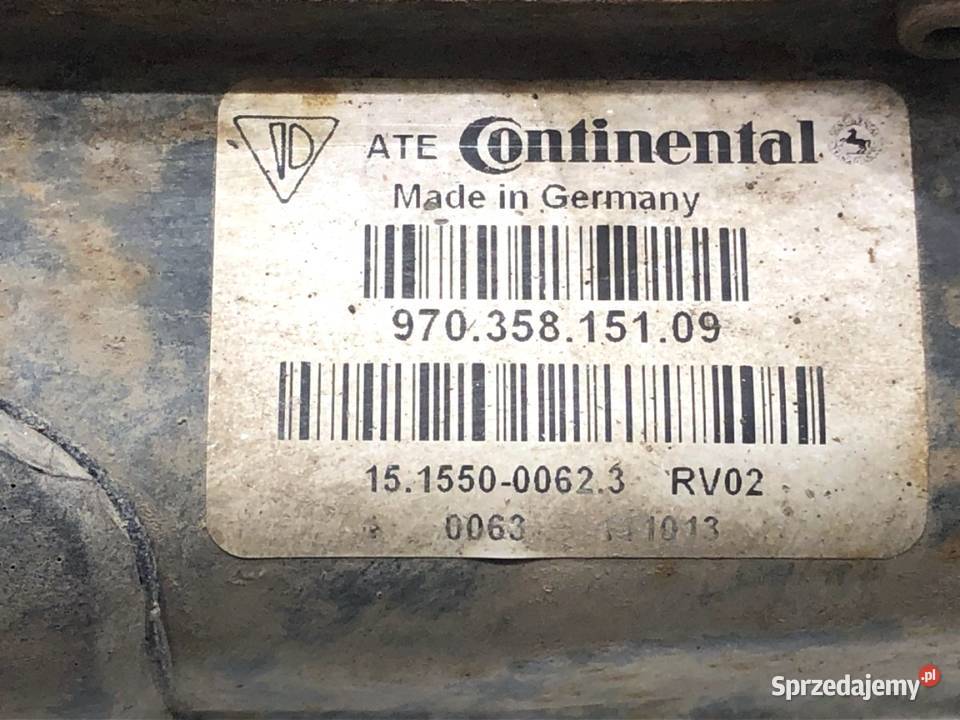 ATE Continental
Made in Germany
970.358.151.09
15.1550-0062.3 RV02
0063
Sprzedajemy.pl